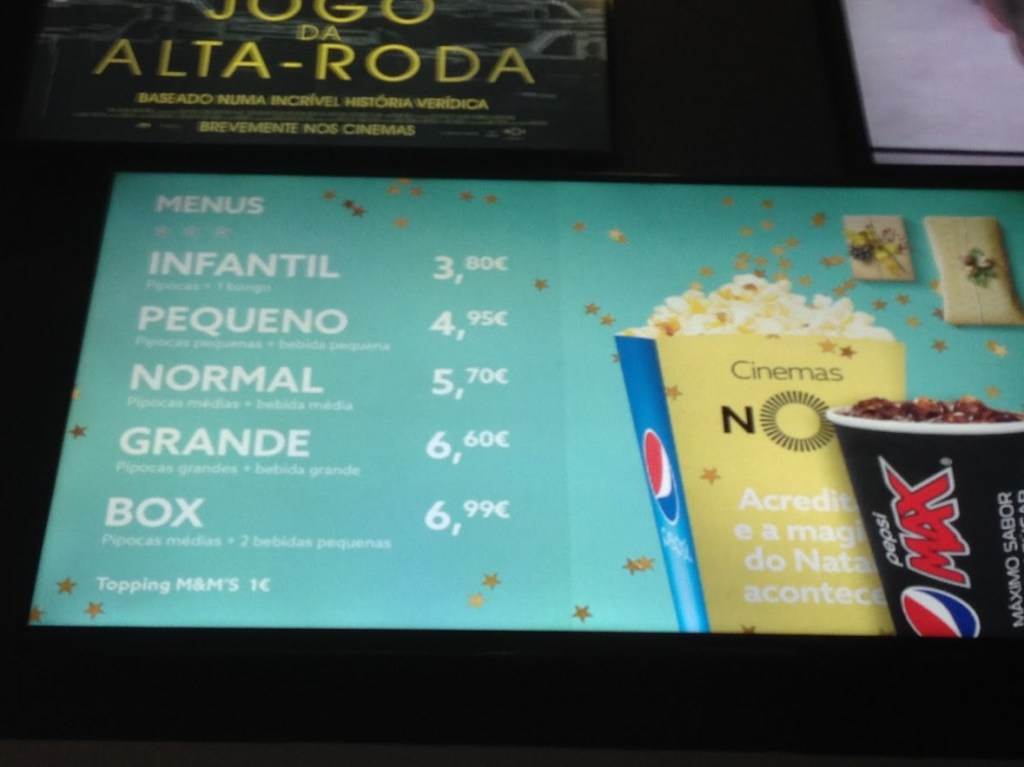 JOGO
DA
ALTA-RODA
BASEADO NUMA INCRÍVEL HISTÓRIA VERÍDICA
BREVEMENTE NOS CINEMAS
MENUS
INFANTIL 3,80€
Pipocas + 1 bongo
PEQUENO 4,95€
Pipocas pequenas + bebida pequena
NORMAL 5,70€
Pipocas médias + bebida média
GRANDE 6,60€
Pipocas grandes + bebida grande
BOX 6,99€
Pipocas médias + 2 bebidas pequenas
Topping M&M'S 1€
Cinemas
NO
Acredit
e a magi
do Nata
acontece
pepsi
MAX
MÁXIMO SABOR